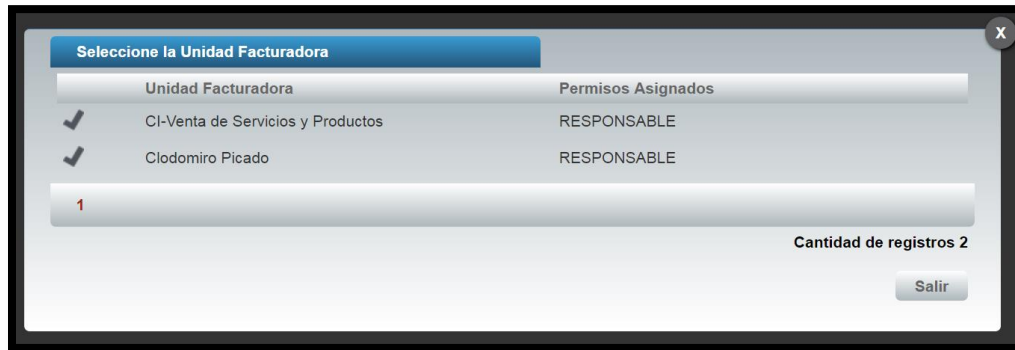 X
Seleccione la Unidad Facturadora
Unidad Facturadora Permisos Asignados
CI-Venta de Servicios y Productos RESPONSABLE
Clodomiro Picado RESPONSABLE
1
Cantidad de registros 2
Salir